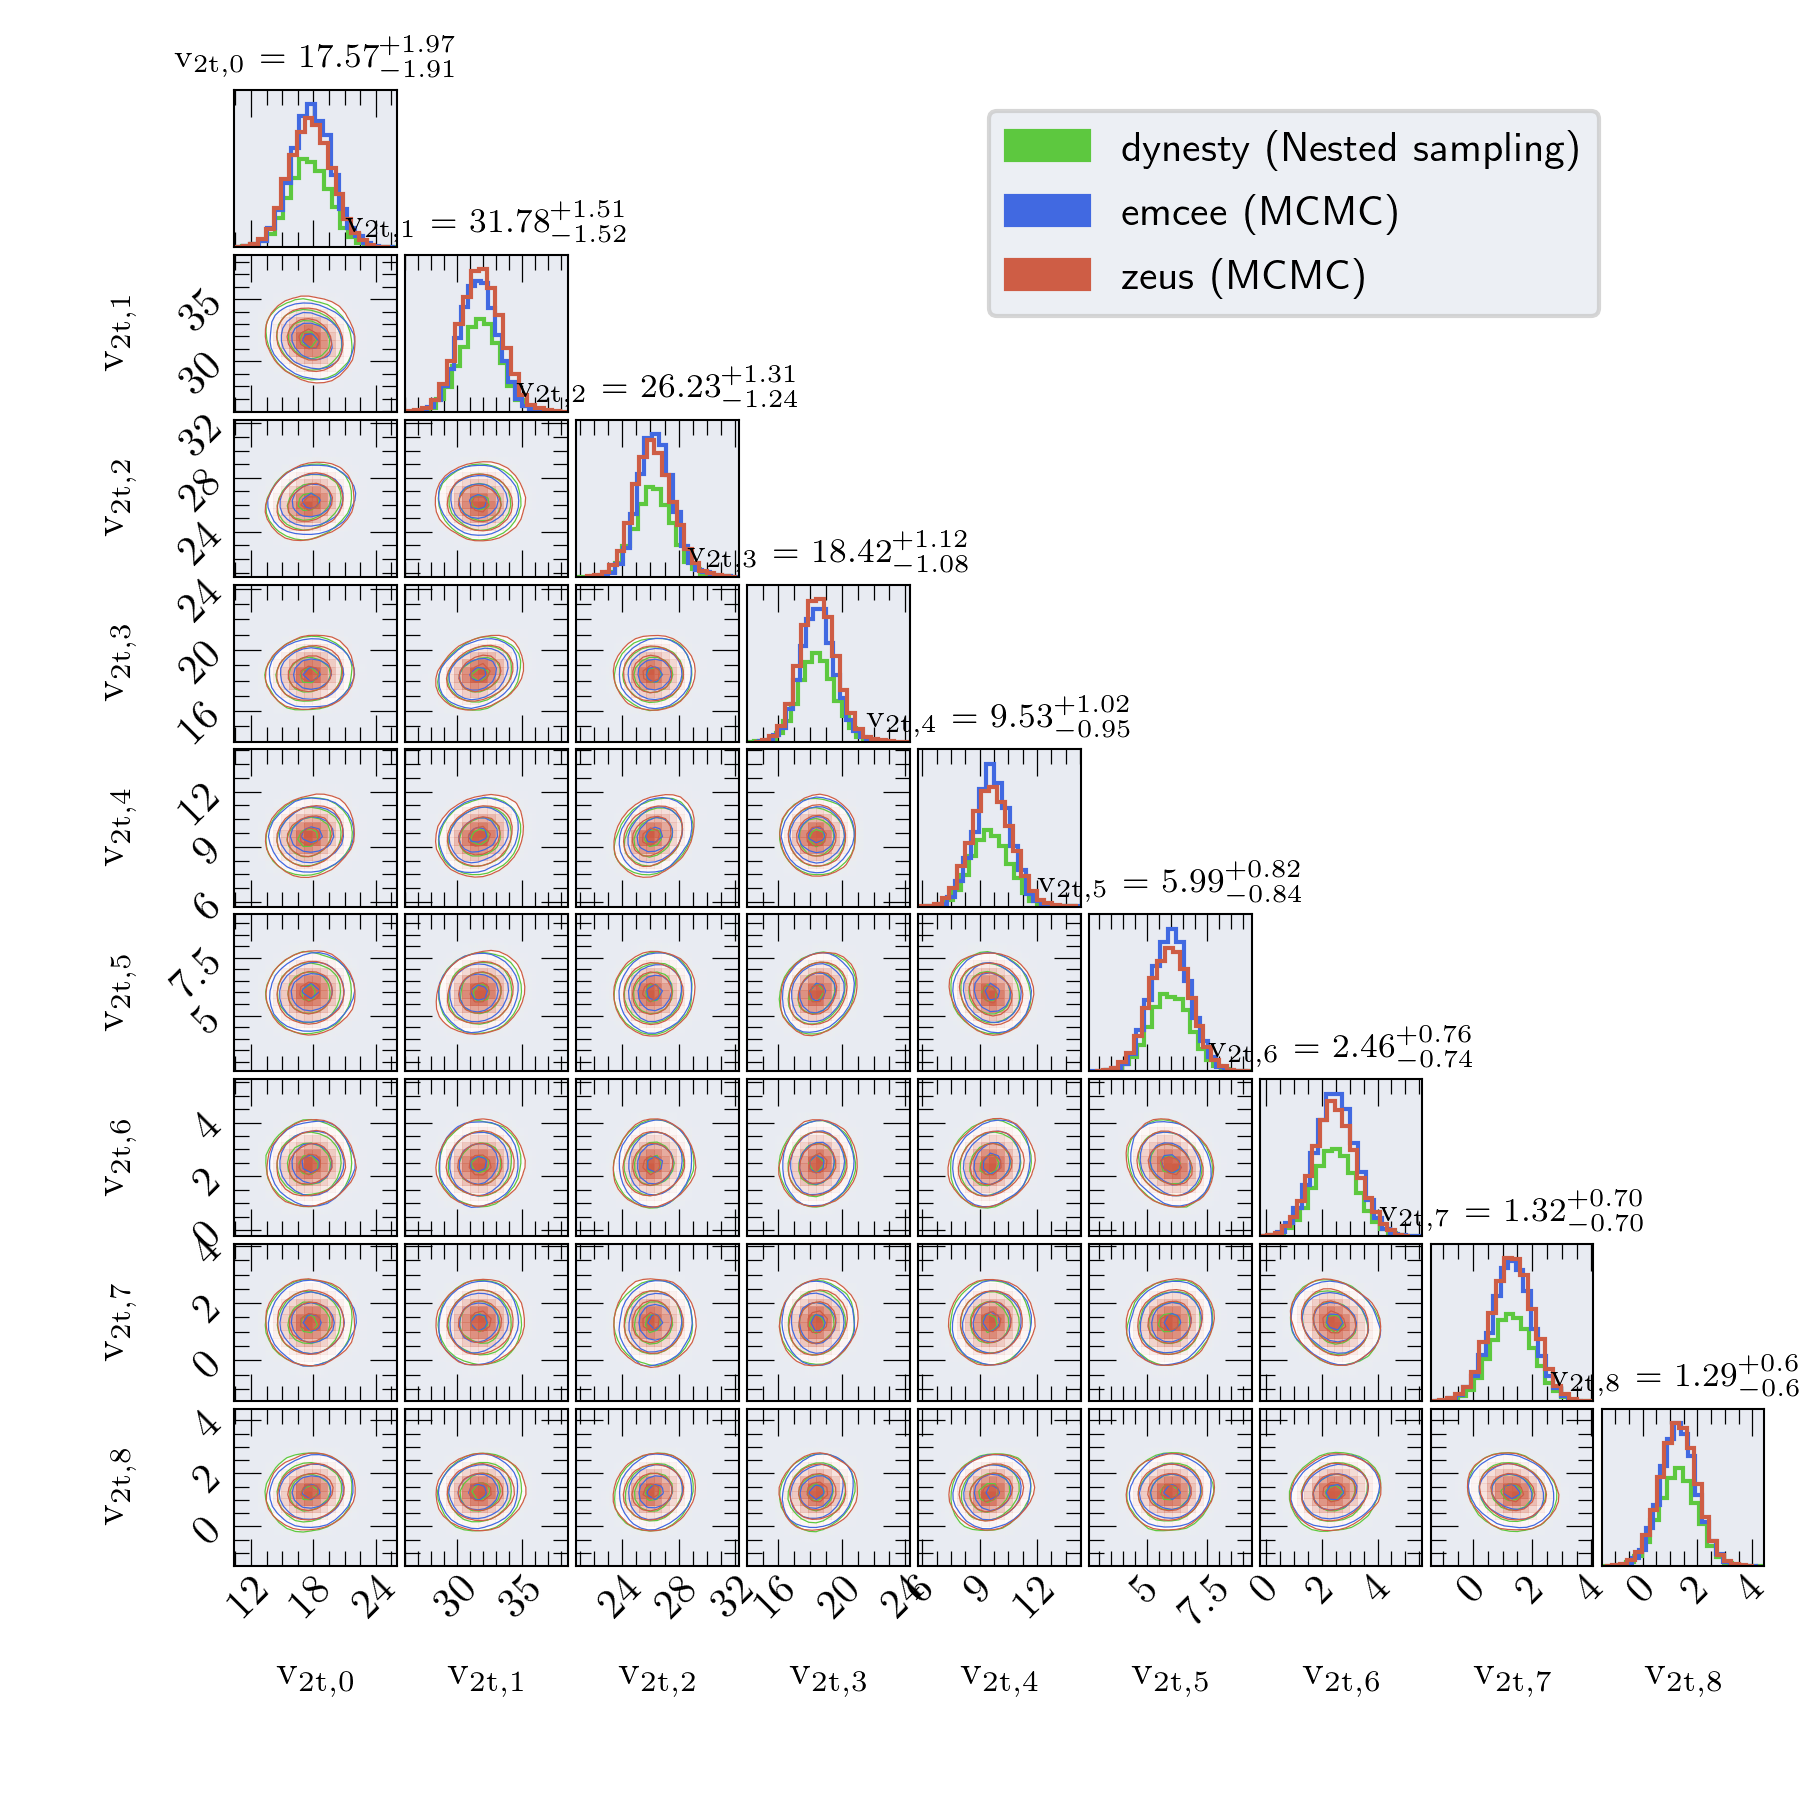 v2t,0 = 17.57 +1.97 −1.91
dynesty (Nested sampling)
emcee (MCMC)
zeus (MCMC)
v2t,1 = 31.78 +1.51 −1.52
v2t,1
35
30
v2t,2 = 26.23 +1.31 −1.24
v2t,2
32
28
24
v2t,3 = 18.42 +1.12 −1.08
v2t,3
24
20
16
v2t,4 = 9.53 +1.02 −0.95
v2t,4
12
9
6
v2t,5 = 5.99 +0.82 −0.84
v2t,5
7.5
5
v2t,6 = 2.46 +0.76 −0.74
v2t,6
4
2
0
v2t,7 = 1.32 +0.70 −0.70
v2t,7
4
2
0
v2t,8 = 1.29 +0.6 −0.6
v2t,8
4
2
0
12 18 24 30 35 24 28 32 16 20 24 6 9 12 5 7.5 0 2 4 0 2 4 0 2 4
v2t,0 v2t,1 v2t,2 v2t,3 v2t,4 v2t,5 v2t,6 v2t,7 v2t,8